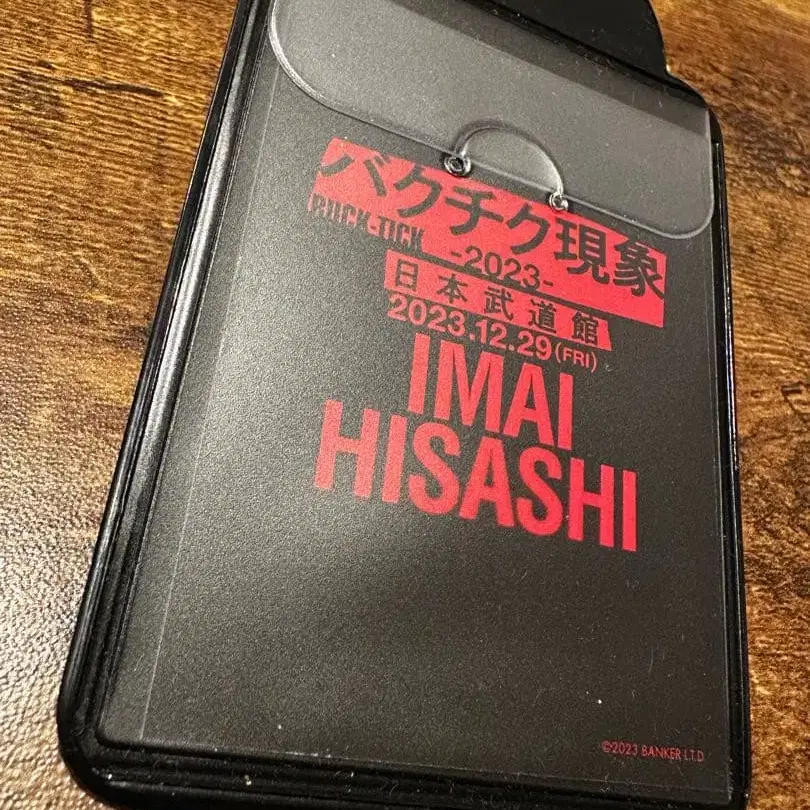 バクチク現象
BUCK-TICK -2023-
日本武道館
2023.12.29(FRI)
IMAI
HISASHI
©2023 BANKER LTD